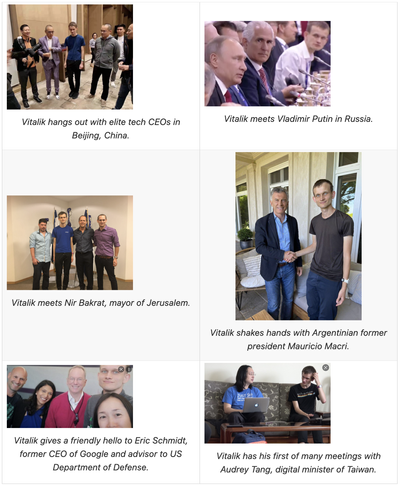 Vitalik hangs out with elite tech CEOs in
Beijing, China.
Vitalik meets Vladimir Putin in Russia.
Vitalik meets Nir Bakrat, mayor of Jerusalem.
Vitalik shakes hands with Argentinian former
president Mauricio Macri.
Vitalik gives a friendly hello to Eric Schmidt,
former CEO of Google and advisor to US
Department of Defense.
Vitalik has his first of many meetings with
Audrey Tang, digital minister of Taiwan.